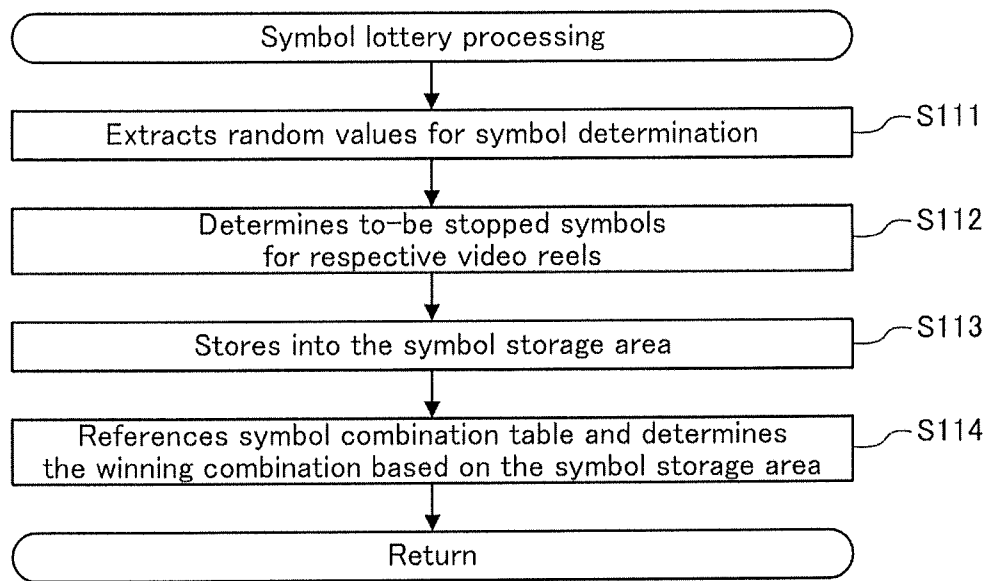 Symbol lottery processing
Extracts random values for symbol determination
S111
Determines to-be stopped symbols
for respective video reels
S112
Stores into the symbol storage area
S113
References symbol combination table and determines
the winning combination based on the symbol storage area
S114
Return